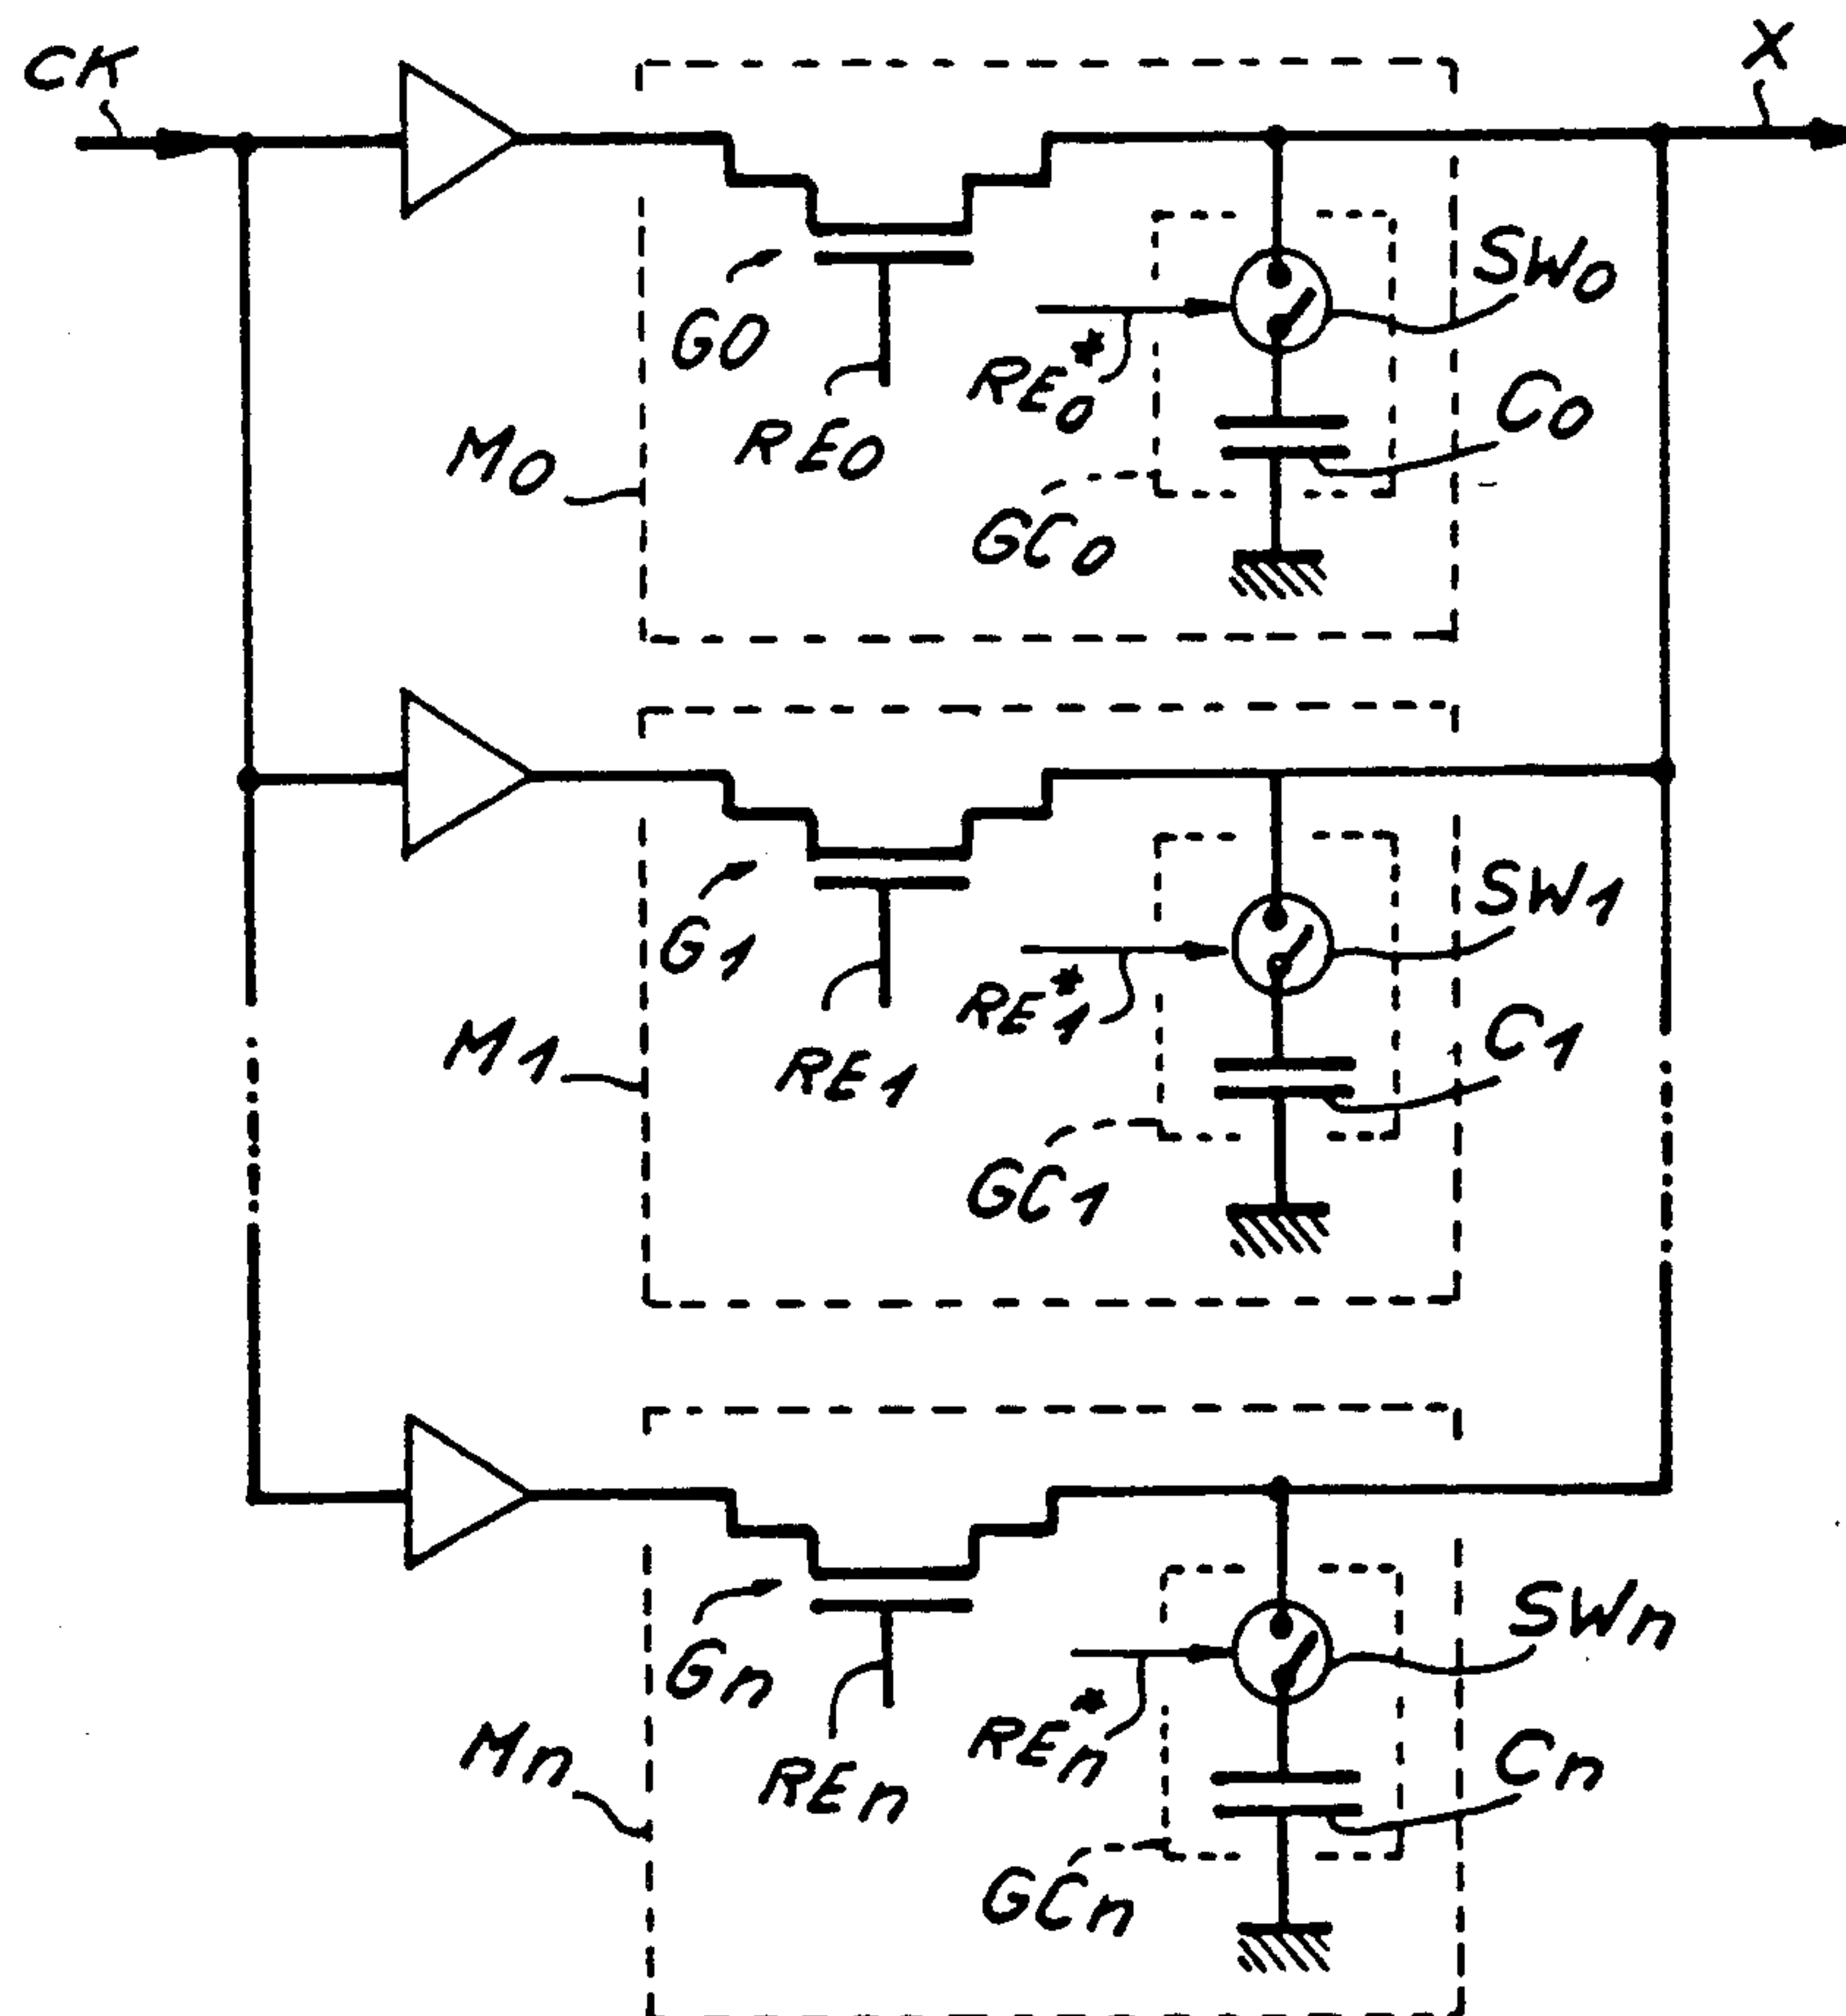 CK
X
G0
SW0
RE0*
C0
M0
RE0
GC0
G1
SW1
RE1*
C1
M1
RE1
GC1
Gn
SWn
REn*
Cn
Mn
REn
GCn